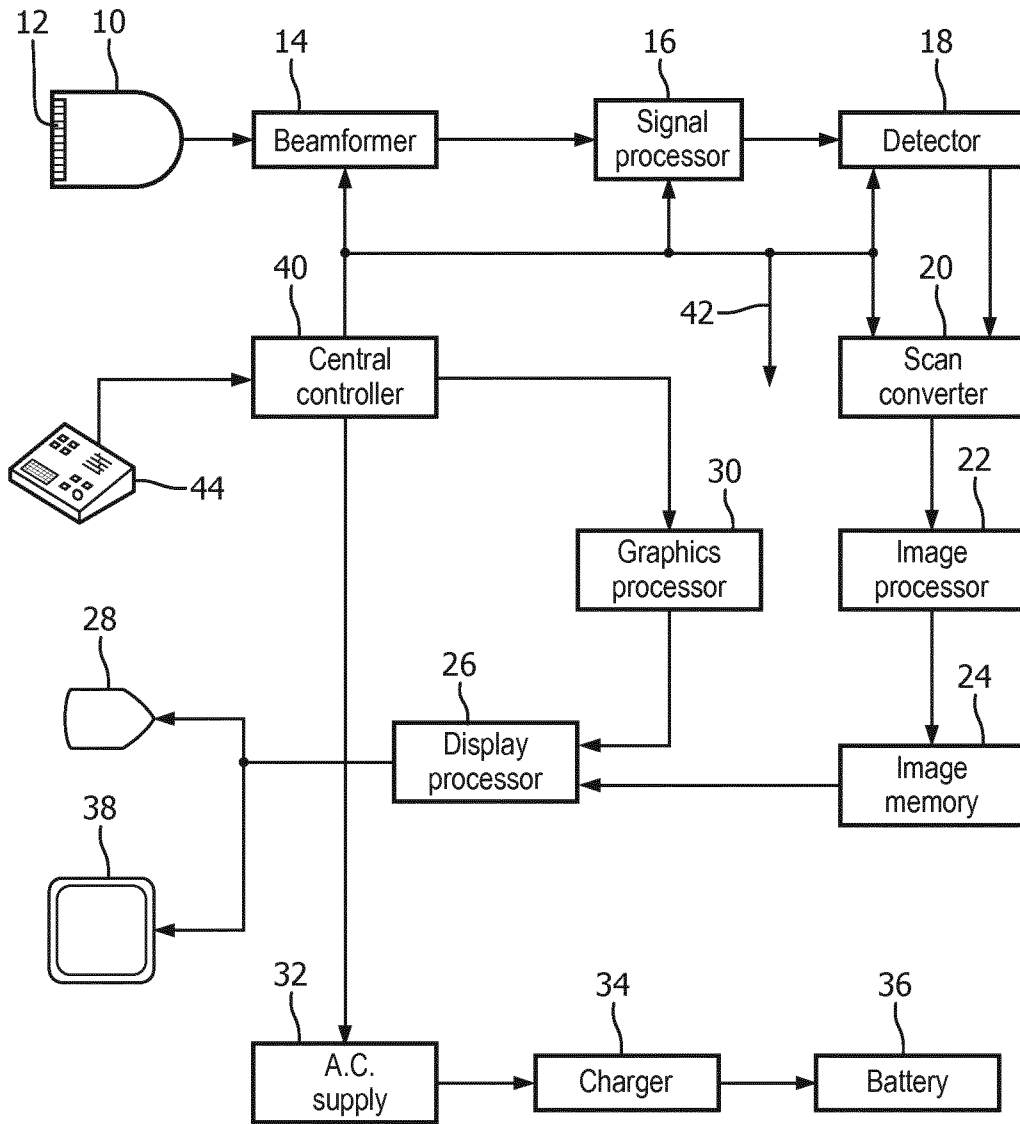 12
10
14
16
18
Beamformer
Signal
processor
Detector
40
42
20
Central
controller
Scan
converter
44
30
22
Graphics
processor
Image
processor
28
26
24
Display
processor
Image
memory
38
32
34
36
A.C.
supply
Charger
Battery